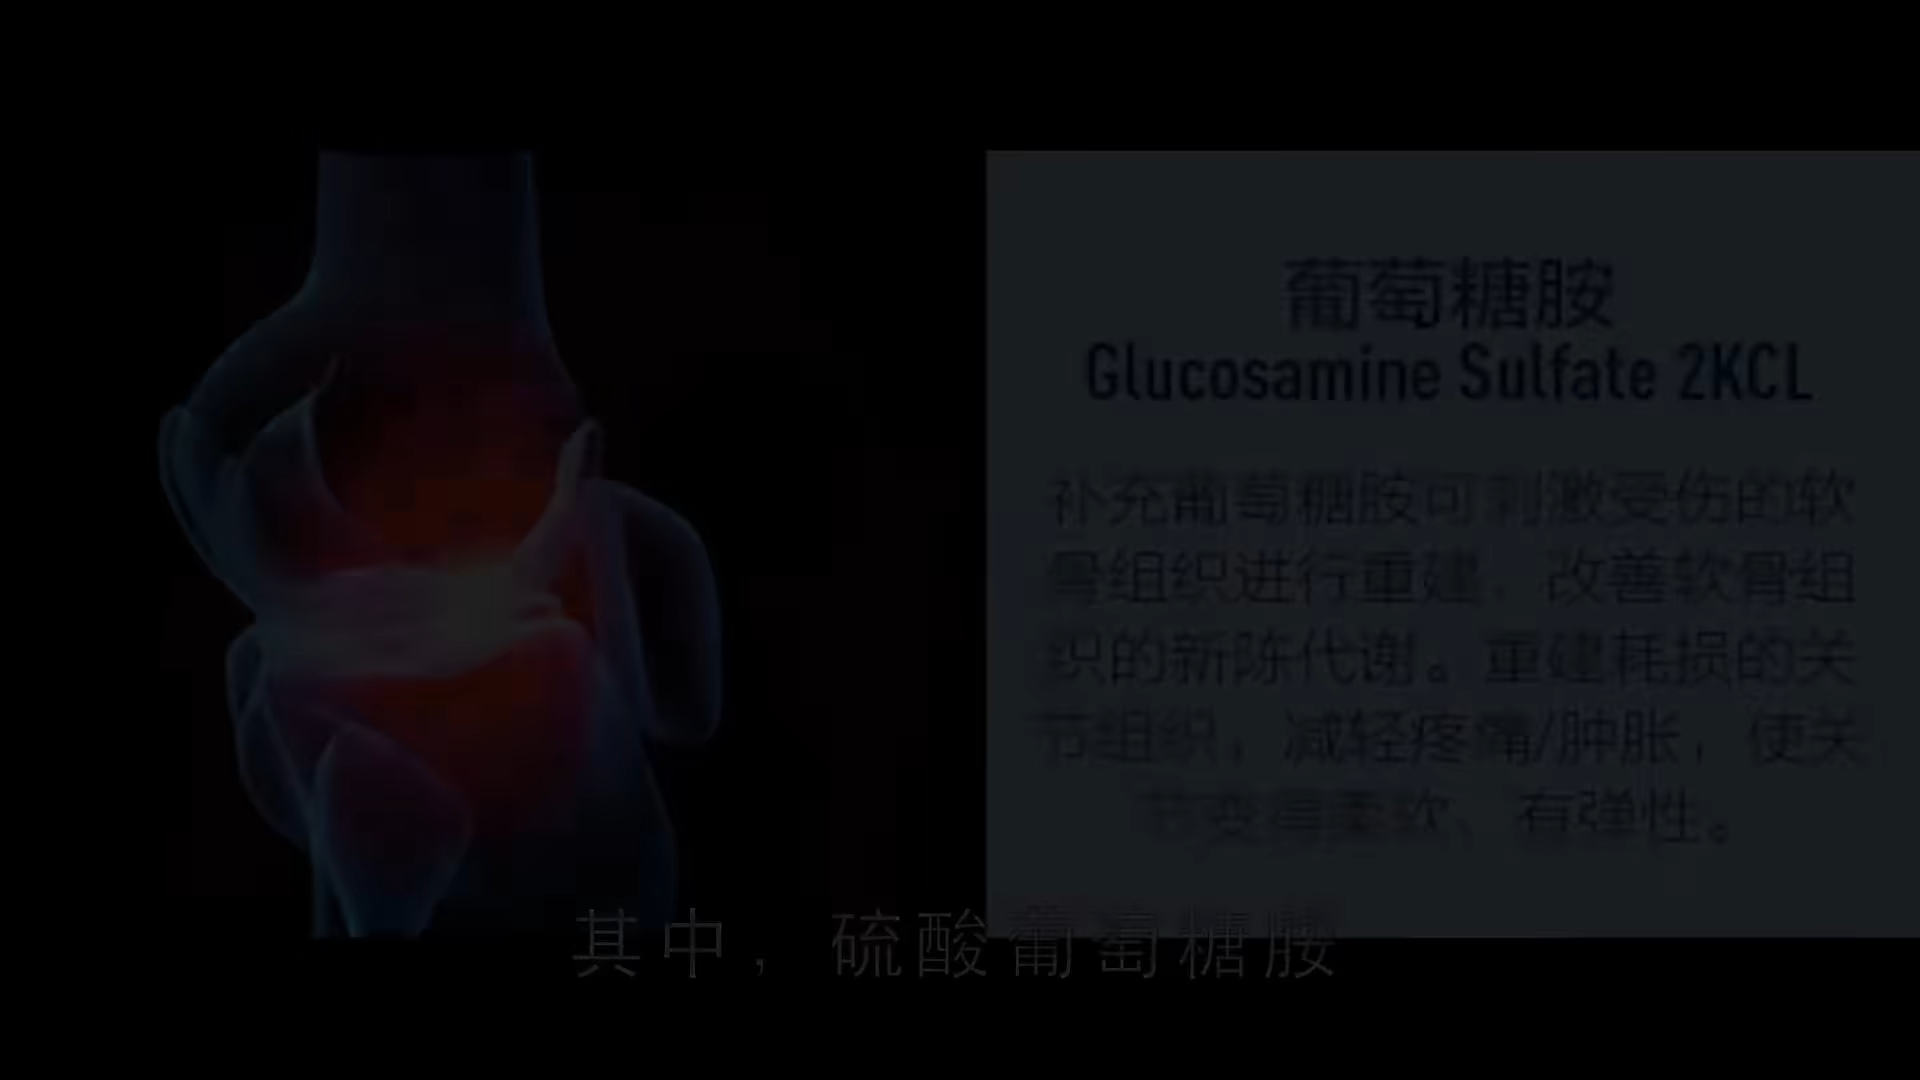 葡萄糖胺
Glucosamine Sulfate 2KCL
补充葡萄糖胺可刺激受伤的软
骨组织进行重建，改善软骨组
织的新陈代谢。重建耗损的关
节组织，减轻疼痛/肿胀，使关
节变得柔软，有弹性。
其中，硫酸葡萄糖胺